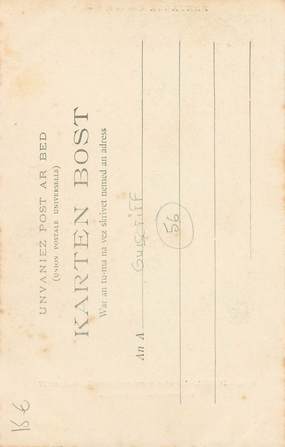 UNVANIEZ POST AR BED
(UNION POSTALE UNIVERSELLE)
KARTEN BOST
War an tu-ma na vez skrivet nemed an adress
An A
GUISCRIFF
56